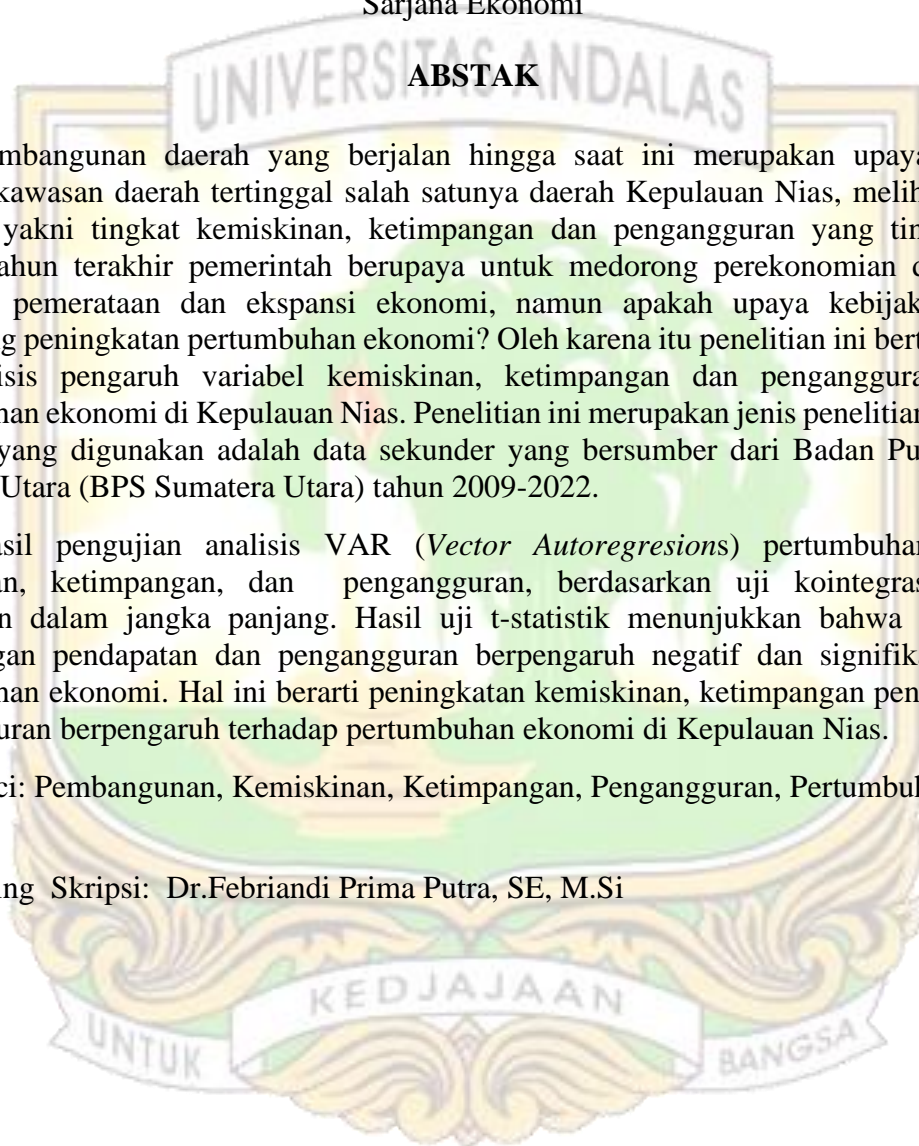 Sarjana Ekonomi
UNIVERSITAS ANDALAS
ABSTAK
mbangunan daerah yang berjalan hingga saat ini merupakan upaya
kawasan daerah tertinggal salah satunya daerah Kepulauan Nias, melih
yakni tingkat kemiskinan, ketimpangan dan pengangguran yang tin
ahun terakhir pemerintah berupaya untuk medorong perekonomian d
pemerataan dan ekspansi ekonomi, namun apakah upaya kebijak
g peningkatan pertumbuhan ekonomi? Oleh karena itu penelitian ini bert
isis pengaruh variabel kemiskinan, ketimpangan dan penganggura
han ekonomi di Kepulauan Nias. Penelitian ini merupakan jenis penelitian
yang digunakan adalah data sekunder yang bersumber dari Badan Pu
Utara (BPS Sumatera Utara) tahun 2009-2022.
asil pengujian analisis VAR (Vector Autoregresions) pertumbuhan
an, ketimpangan, dan pengangguran, berdasarkan uji kointegras
n dalam jangka panjang. Hasil uji t-statistik menunjukkan bahwa
gan pendapatan dan pengangguran berpengaruh negatif dan signifik
han ekonomi. Hal ini berarti peningkatan kemiskinan, ketimpangan pen
uran berpengaruh terhadap pertumbuhan ekonomi di Kepulauan Nias.
ci: Pembangunan, Kemiskinan, Ketimpangan, Pengangguran, Pertumbul
ing Skripsi: Dr.Febriandi Prima Putra, SE, M.Si
KEDJAJAAN
UNTUK BANGSA